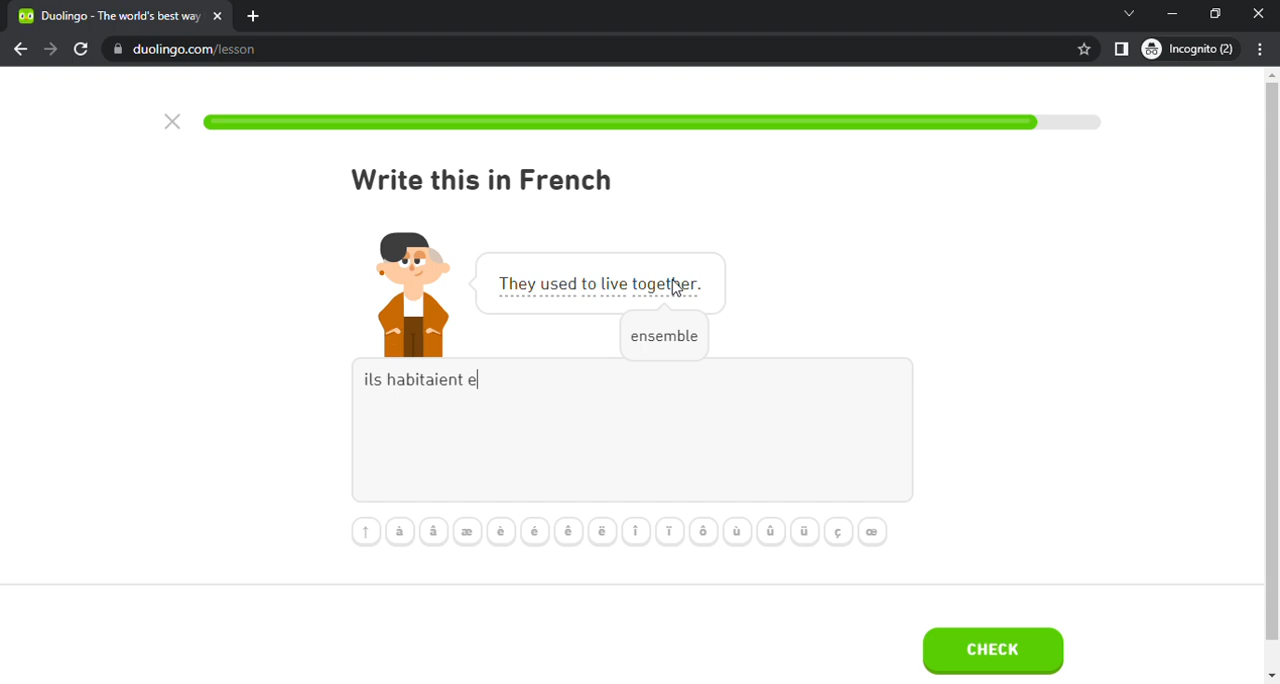 Duolingo - The world's best way
duolingo.com/lesson
Incognito (2)
Write this in French
They used to live together.
ensemble
ils habitaient e
↑ à â æ è é ê ë î ï ô ù û ü ç œ
CHECK